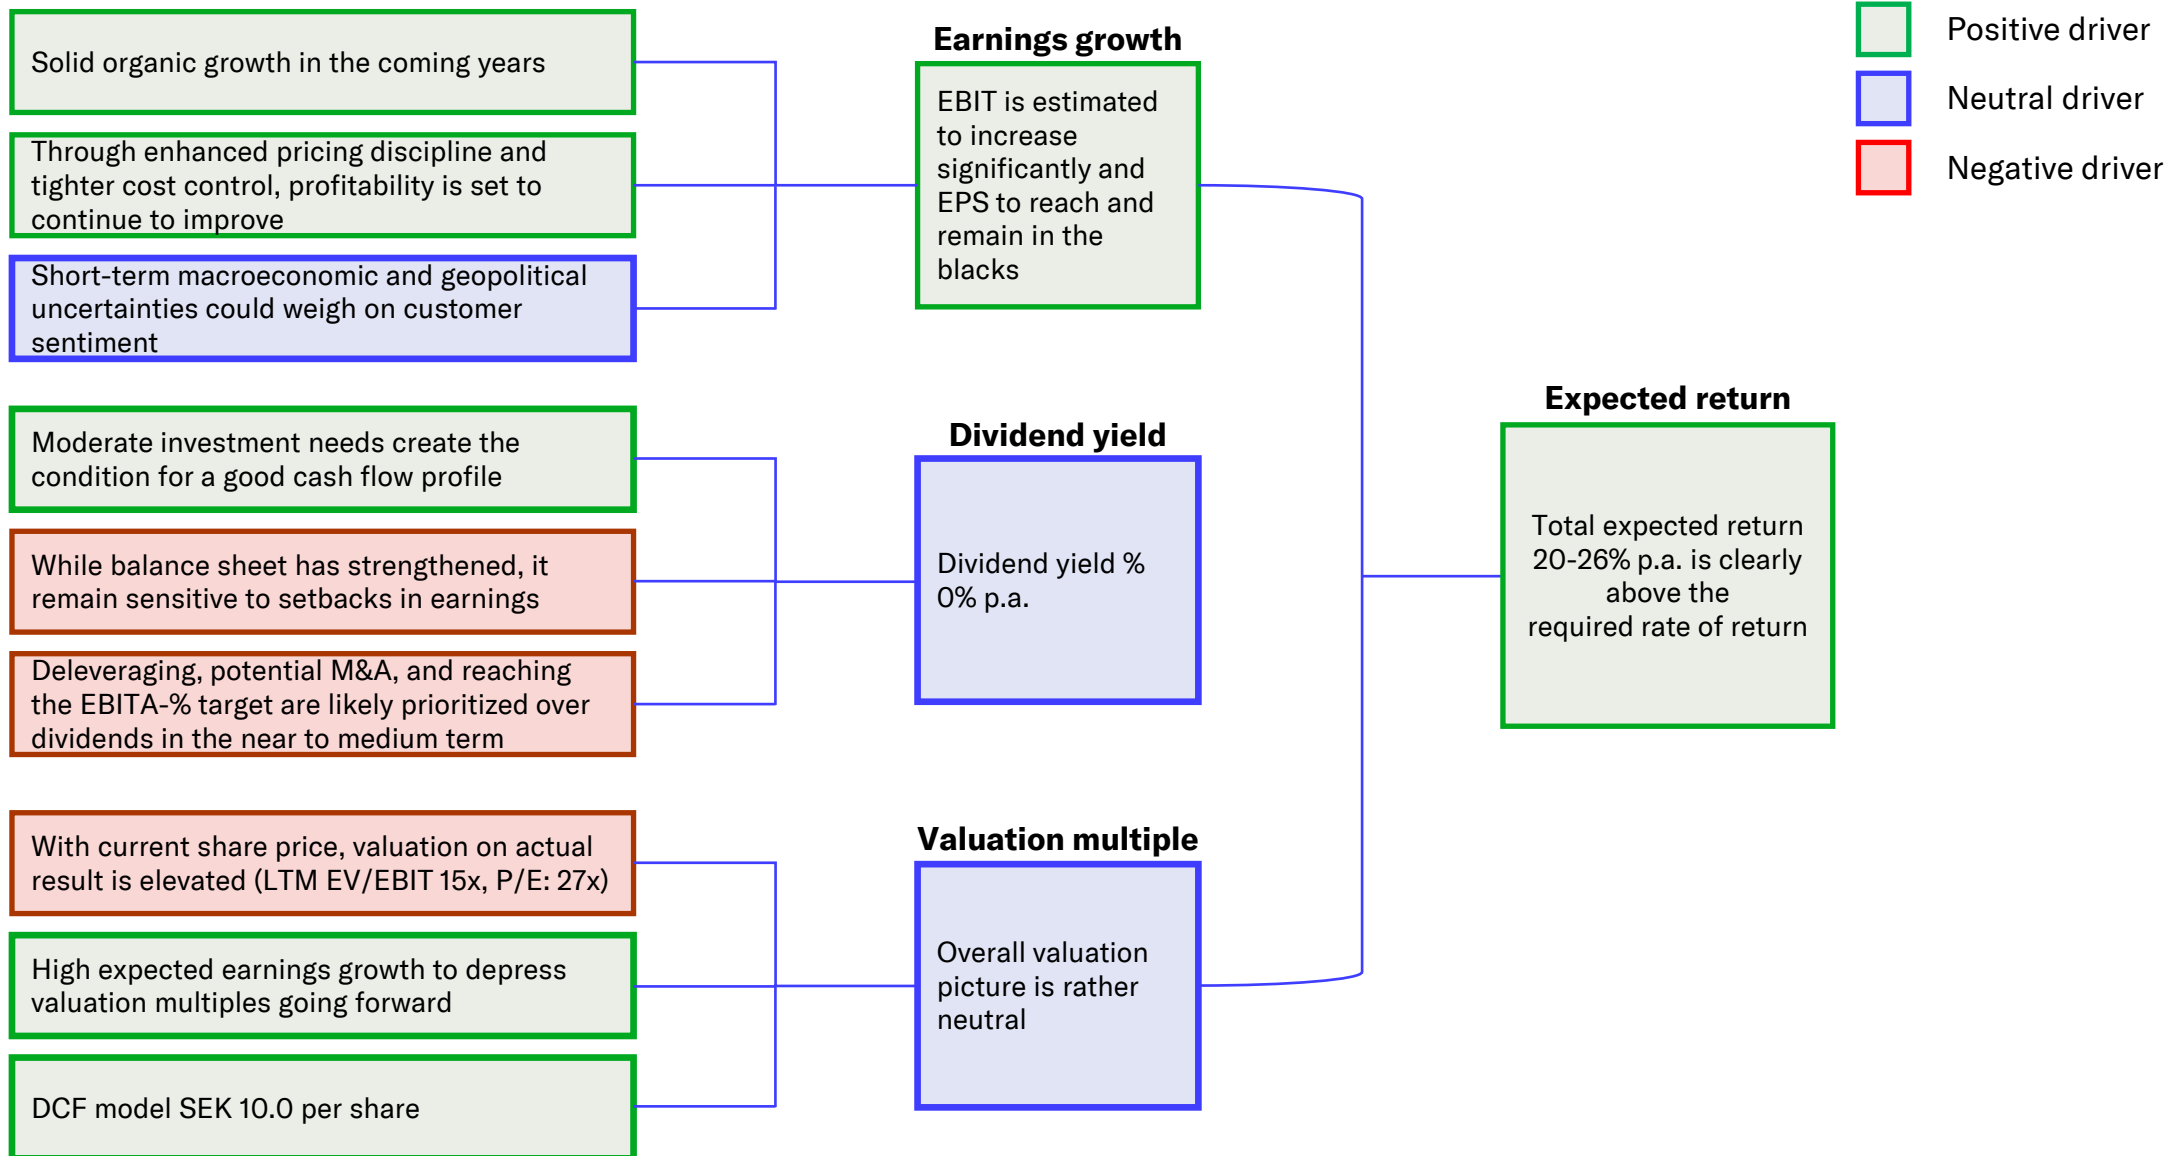 Solid organic growth in the coming years
Through enhanced pricing discipline and
tighter cost control, profitability is set to
continue to improve
Short-term macroeconomic and geopolitical
uncertainties could weigh on customer
sentiment
Earnings growth
EBIT is estimated
to increase
significantly and
EPS to reach and
remain in the
blacks
Moderate investment needs create the
condition for a good cash flow profile
While balance sheet has strengthened, it
remain sensitive to setbacks in earnings
Deleveraging, potential M&A, and reaching
the EBITA-% target are likely prioritized over
dividends in the near to medium term
Dividend yield
Dividend yield %
0% p.a.
With current share price, valuation on actual
result is elevated (LTM EV/EBIT 15x, P/E: 27x)
High expected earnings growth to depress
valuation multiples going forward
DCF model SEK 10.0 per share
Valuation multiple
Overall valuation
picture is rather
neutral
Expected return
Total expected return
20-26% p.a. is clearly
above the
required rate of return
Positive driver
Neutral driver
Negative driver